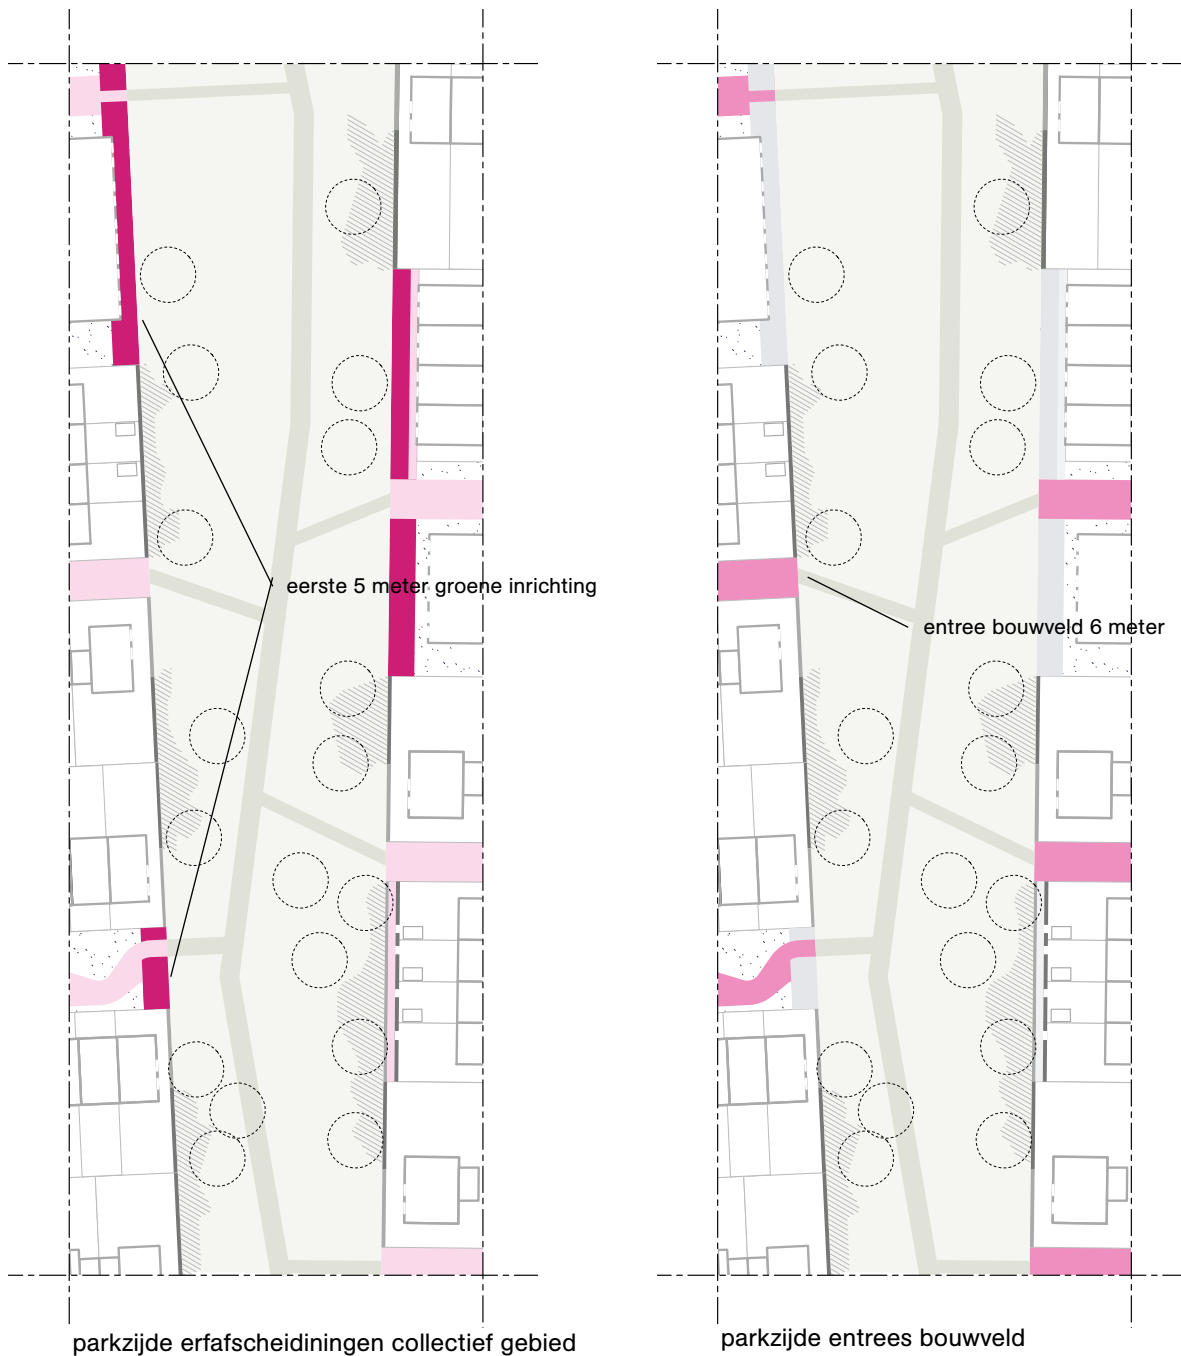 eerste 5 meter groene inrichting
entree bouwveld 6 meter
parkzijde erfafscheidiningen collectief gebied
parkzijde entrees bouwveld